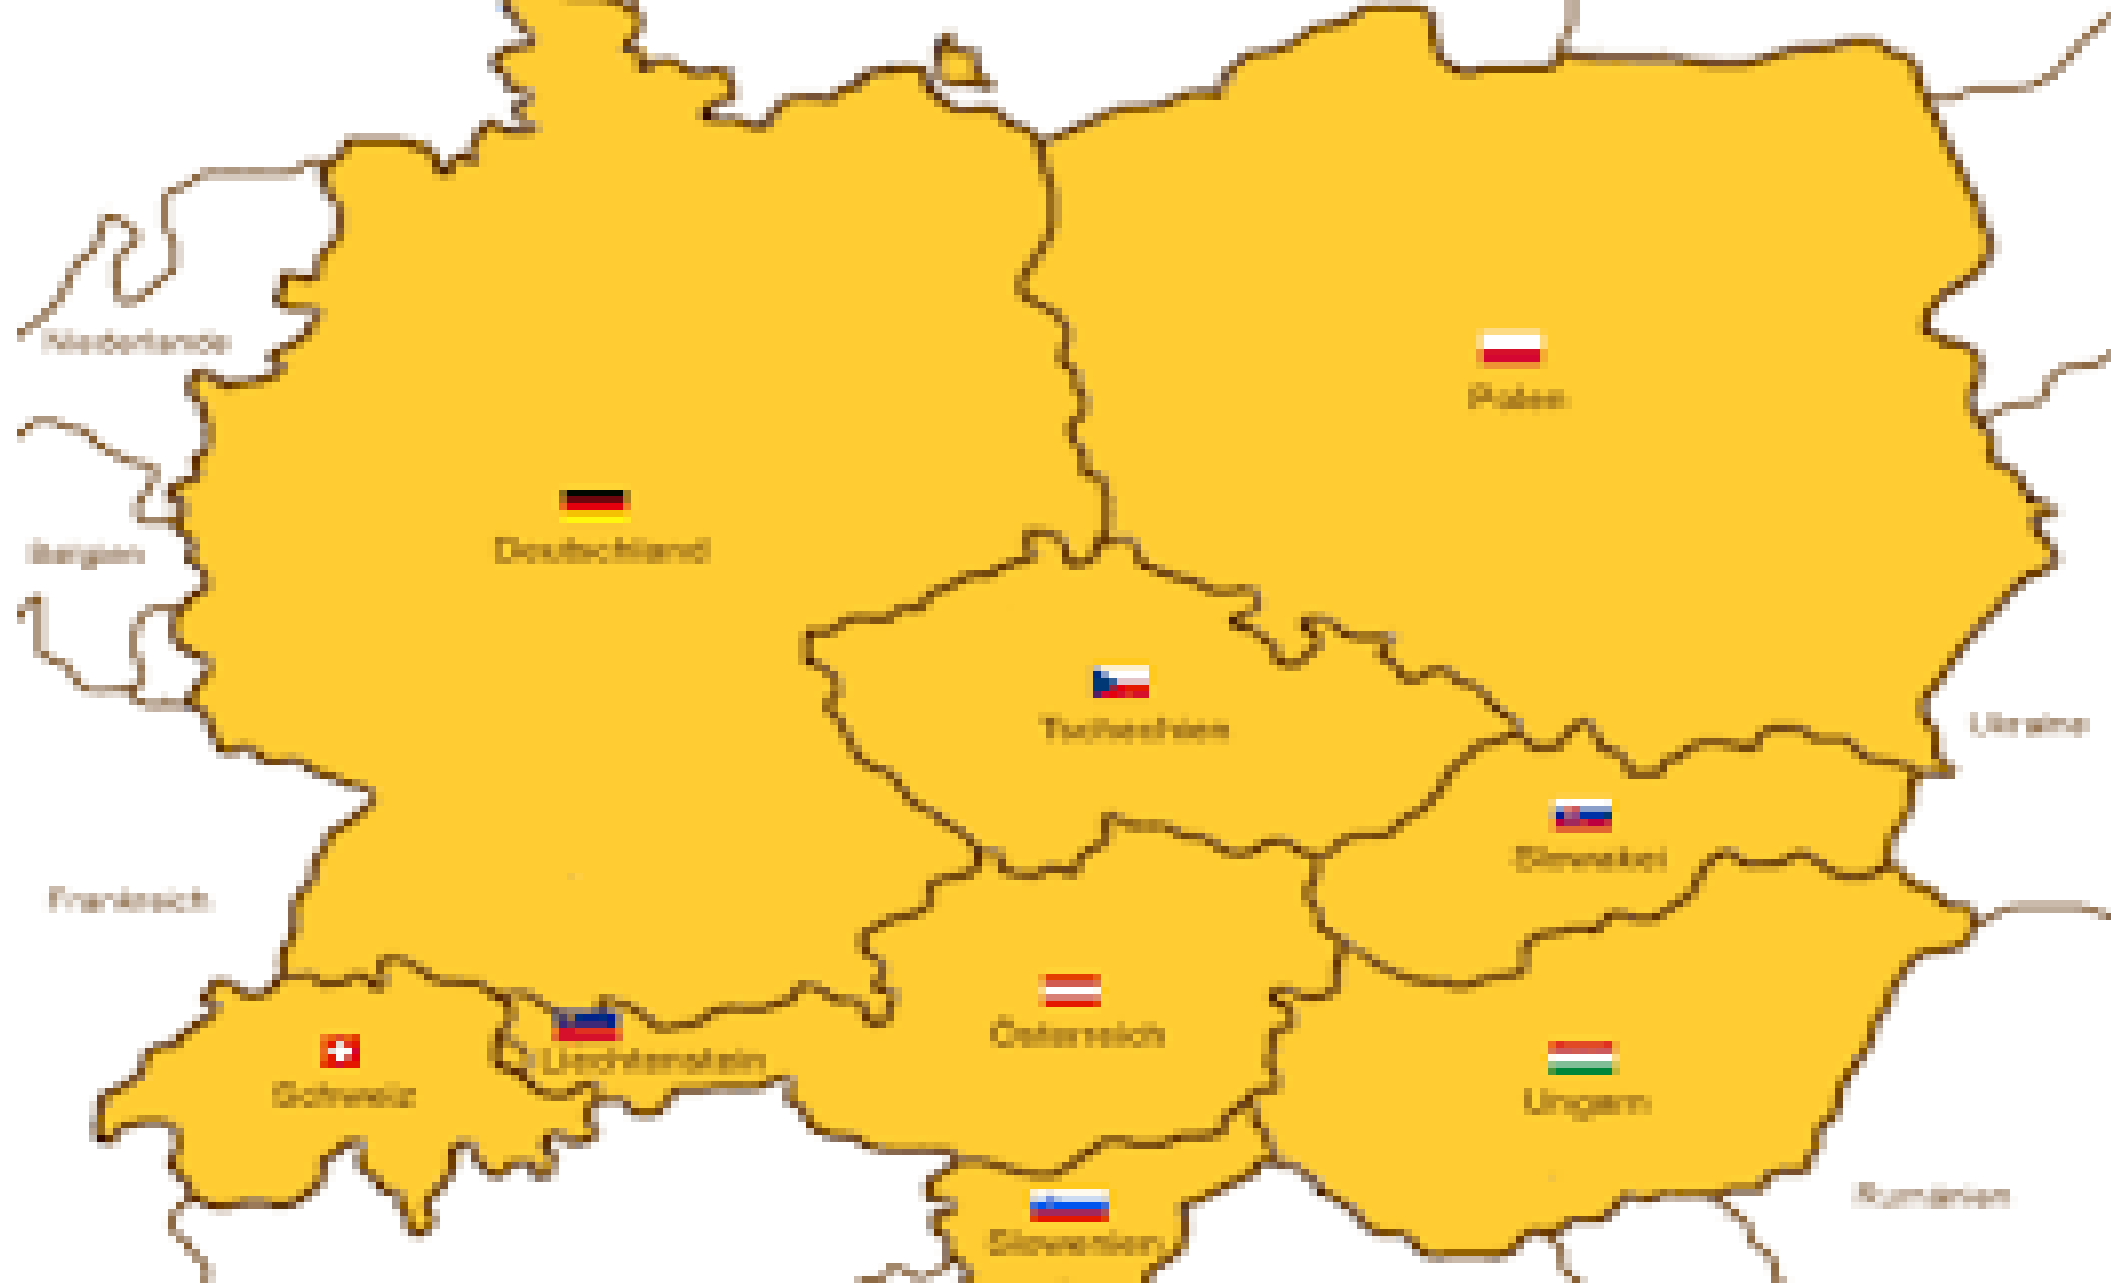 Niederlande
Polen
Belgien
Deutschland
Tschechien
Ukraine
Slowakei
Frankreich
Österreich
Liechtenstein
Schweiz
Ungarn
Rumänien
Slowenien